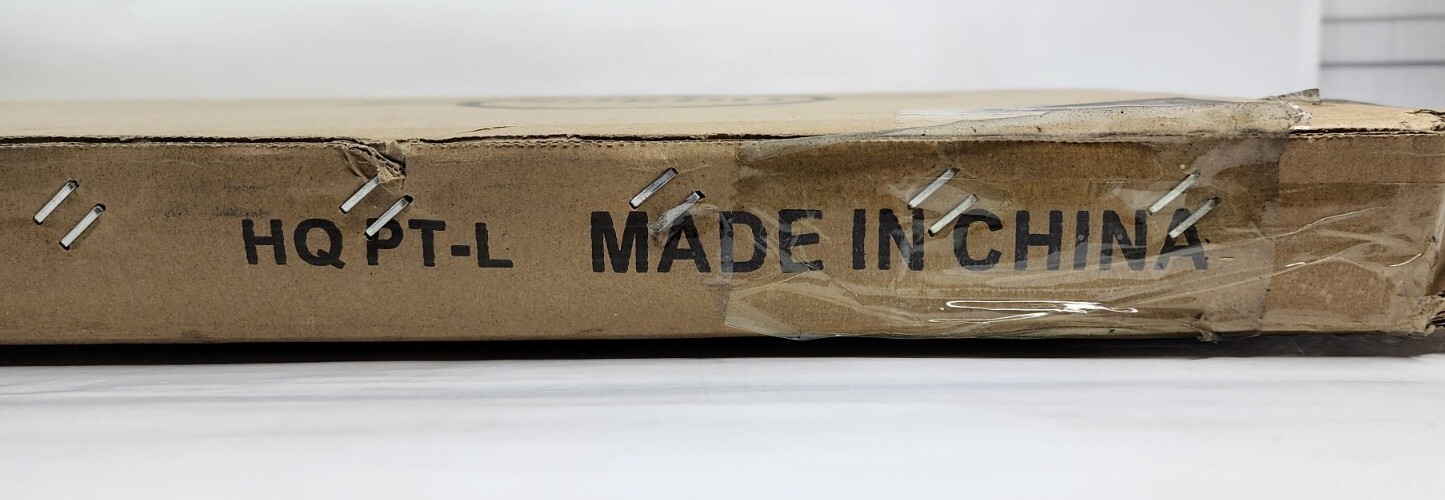 HQ PT-L MADE IN CHINA